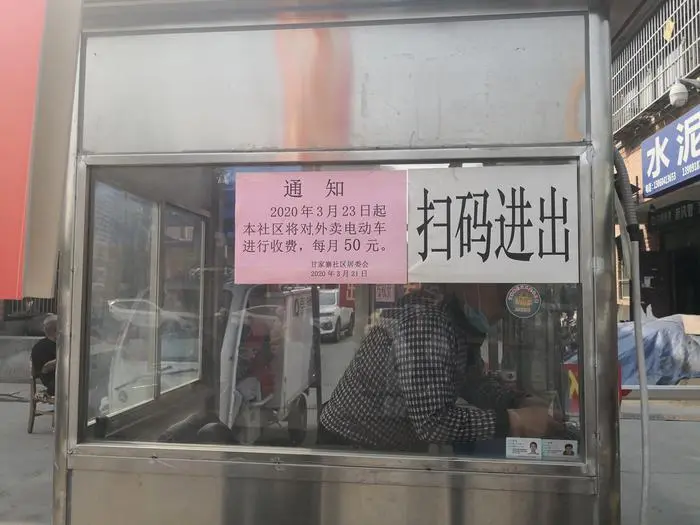 通知
2020年3月23日起
本社区将对外卖电动车
进行收费，每月50元。
甘家寨社区居委会
2020年3月21日
扫码进出
水泥